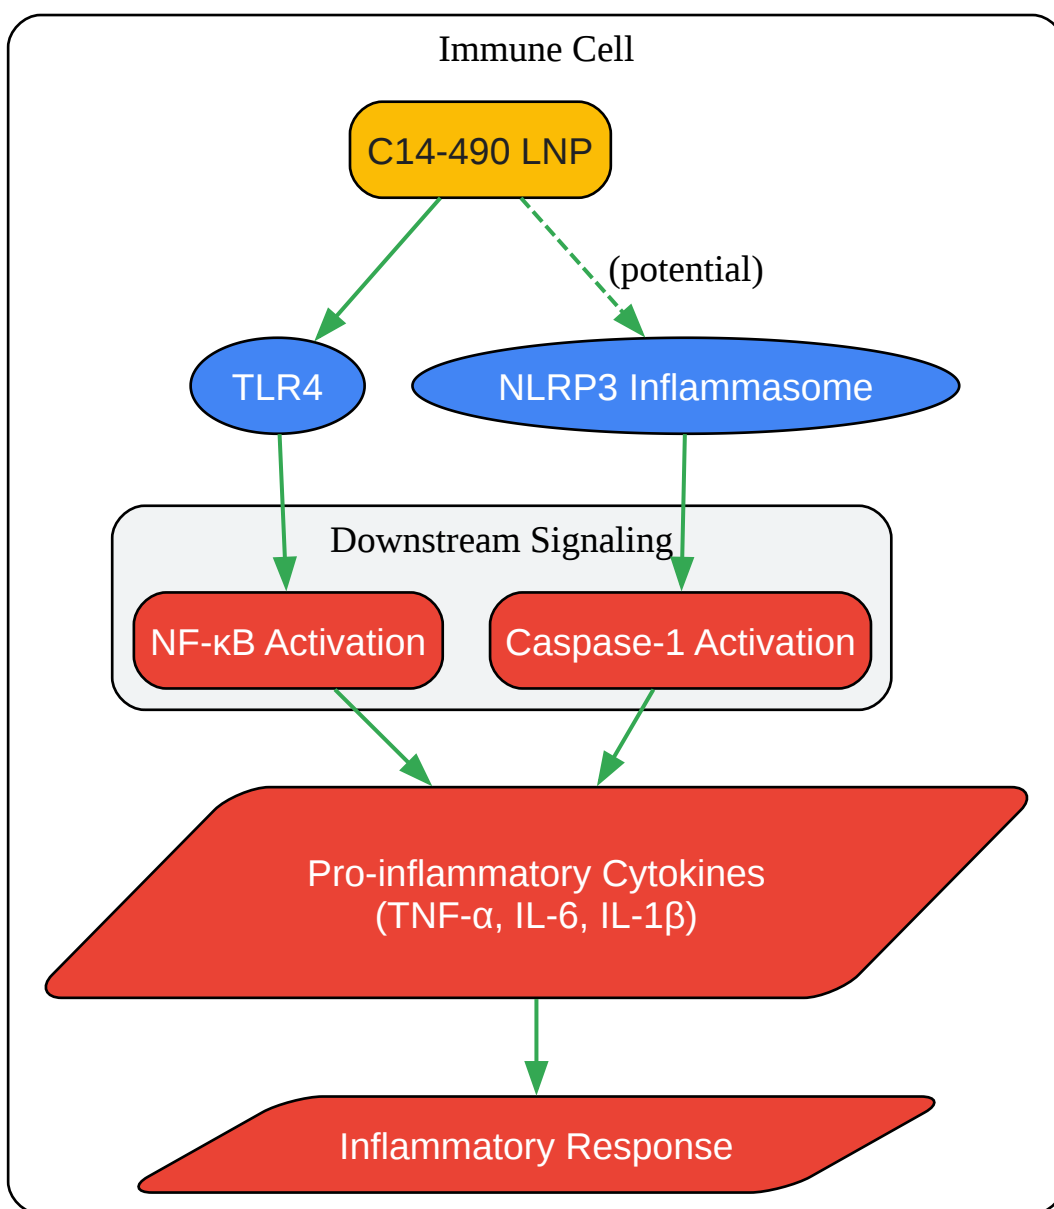 Immune Cell
C14-490 LNP
(potential)
TLR4
NLRP3 Inflammasome
Downstream Signaling
NF-κB Activation
Caspase-1 Activation
Pro-inflammatory Cytokines
(TNF-α, IL-6, IL-1β)
Inflammatory Response